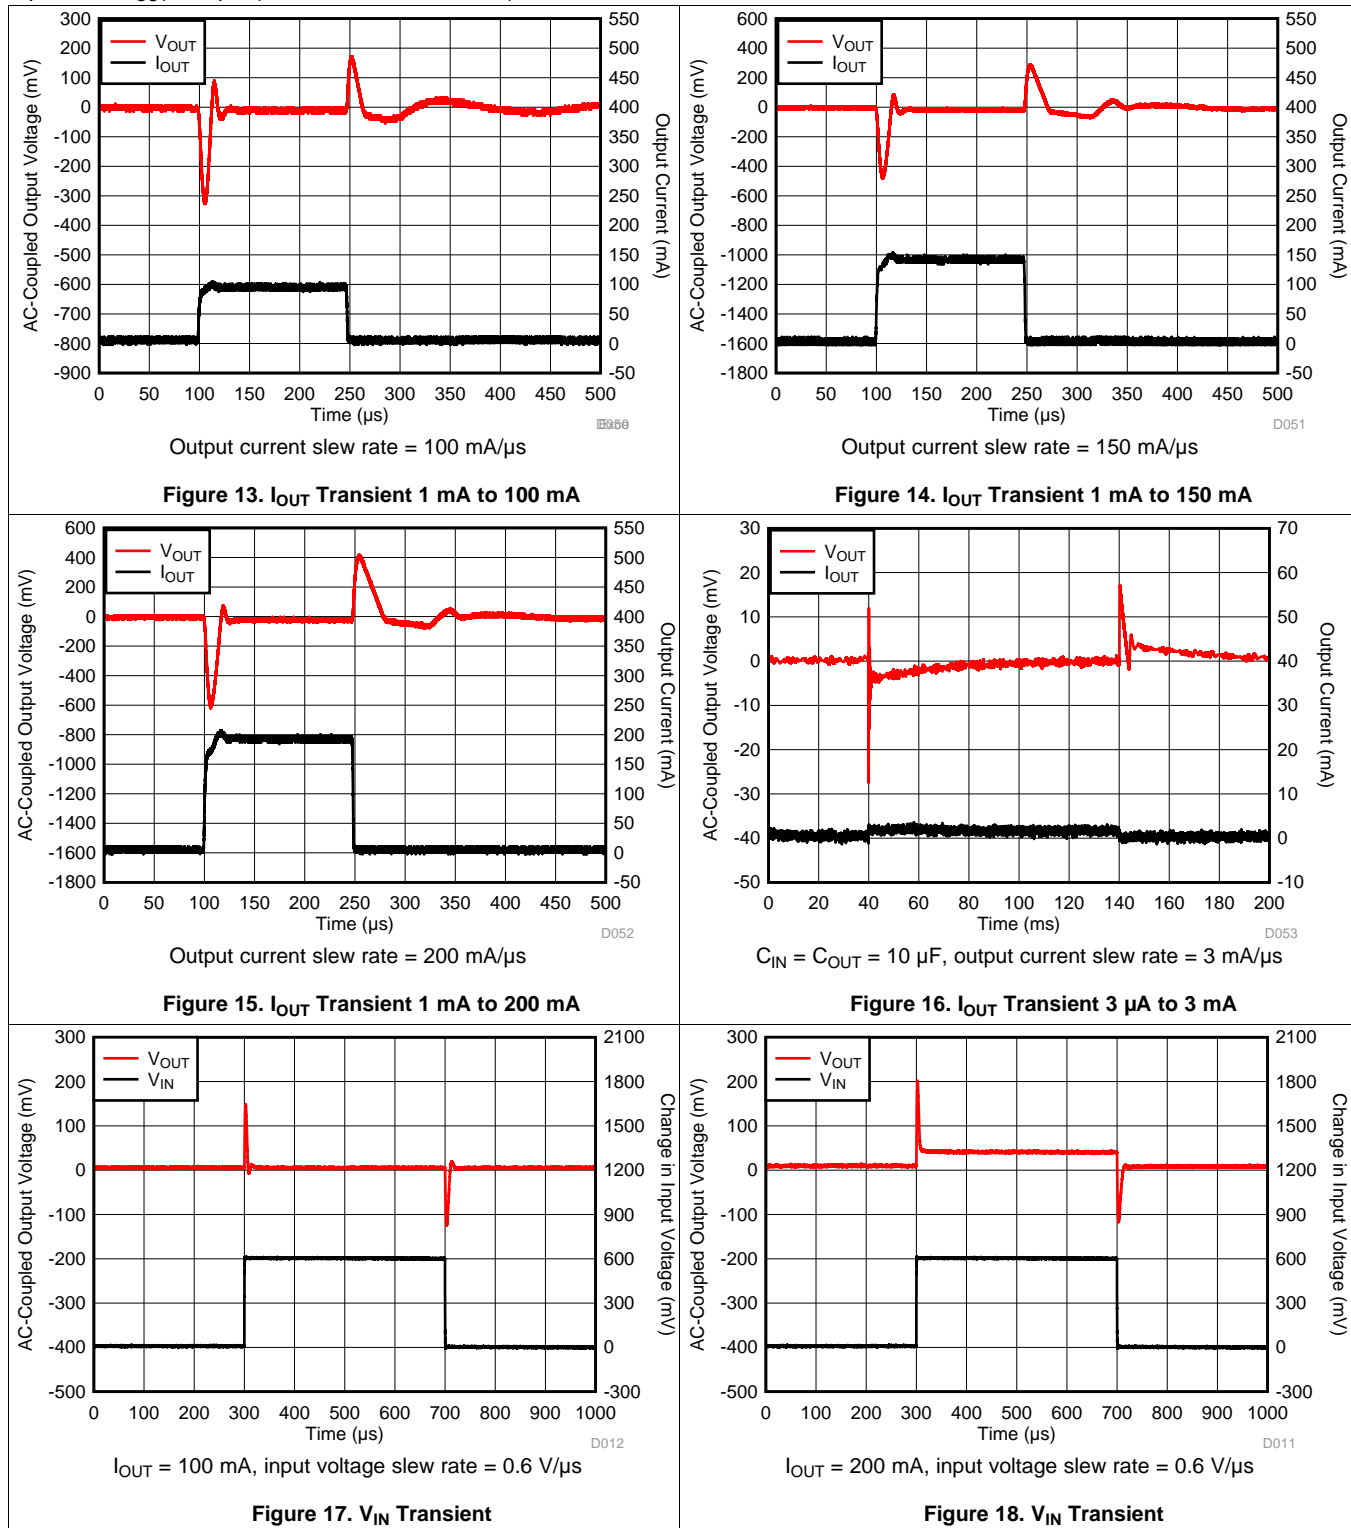 300
200
100
0
-100
-200
-300
-400
-500
-600
-700
-800
-900
AC-Coupled Output Voltage (mV)
VOUT
IOUT
550
500
450
400
350
300
250
200
150
100
50
0
-50
Output Current (mA)
0 50 100 150 200 250 300 350 400 450 500
Time (µs)
Output current slew rate = 100 mA/µs
Figure 13. IOUT Transient 1 mA to 100 mA
600
400
200
0
-200
-400
-600
-800
-1000
-1200
-1400
-1600
-1800
AC-Coupled Output Voltage (mV)
VOUT
IOUT
550
500
450
400
350
300
250
200
150
100
50
0
-50
Output Current (mA)
0 50 100 150 200 250 300 350 400 450 500
Time (µs)
D051
Output current slew rate = 150 mA/µs
Figure 14. IOUT Transient 1 mA to 150 mA
600
400
200
0
-200
-400
-600
-800
-1000
-1200
-1400
-1600
-1800
AC-Coupled Output Voltage (mV)
VOUT
IOUT
550
500
450
400
350
300
250
200
150
100
50
0
-50
Output Current (mA)
0 50 100 150 200 250 300 350 400 450 500
Time (µs)
D052
Output current slew rate = 200 mA/µs
Figure 15. IOUT Transient 1 mA to 200 mA
30
20
10
0
-10
-20
-30
-40
-50
AC-Coupled Output Voltage (mV)
VOUT
IOUT
70
60
50
40
30
20
10
0
-10
Output Current (mA)
0 20 40 60 80 100 120 140 160 180 200
Time (ms)
D053
CIN = COUT = 10 µF, output current slew rate = 3 mA/µs
Figure 16. IOUT Transient 3 µA to 3 mA
300
200
100
0
-100
-200
-300
-400
-500
AC-Coupled Output Voltage (mV)
VOUT
VIN
2100
1800
1500
1200
900
600
300
0
-300
Change in Input Voltage (mV)
0 100 200 300 400 500 600 700 800 900 1000
Time (µs)
D012
IOUT = 100 mA, input voltage slew rate = 0.6 V/µs
Figure 17. VIN Transient
300
200
100
0
-100
-200
-300
-400
-500
AC-Coupled Output Voltage (mV)
VOUT
VIN
2100
1800
1500
1200
900
600
300
0
-300
Change in Input Voltage (mV)
0 100 200 300 400 500 600 700 800 900 1000
Time (µs)
D011
IOUT = 200 mA, input voltage slew rate = 0.6 V/µs
Figure 18. VIN Transient